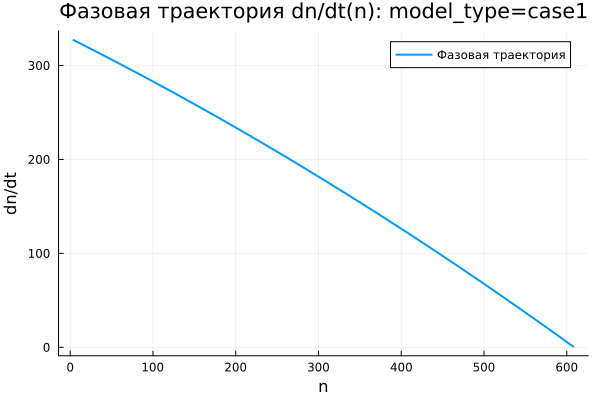 Фазовая траектория dn/dt(n): model_type=case1
Фазовая траектория
dn/dt
300
200
100
0
0 100 200 300 400 500 600
n